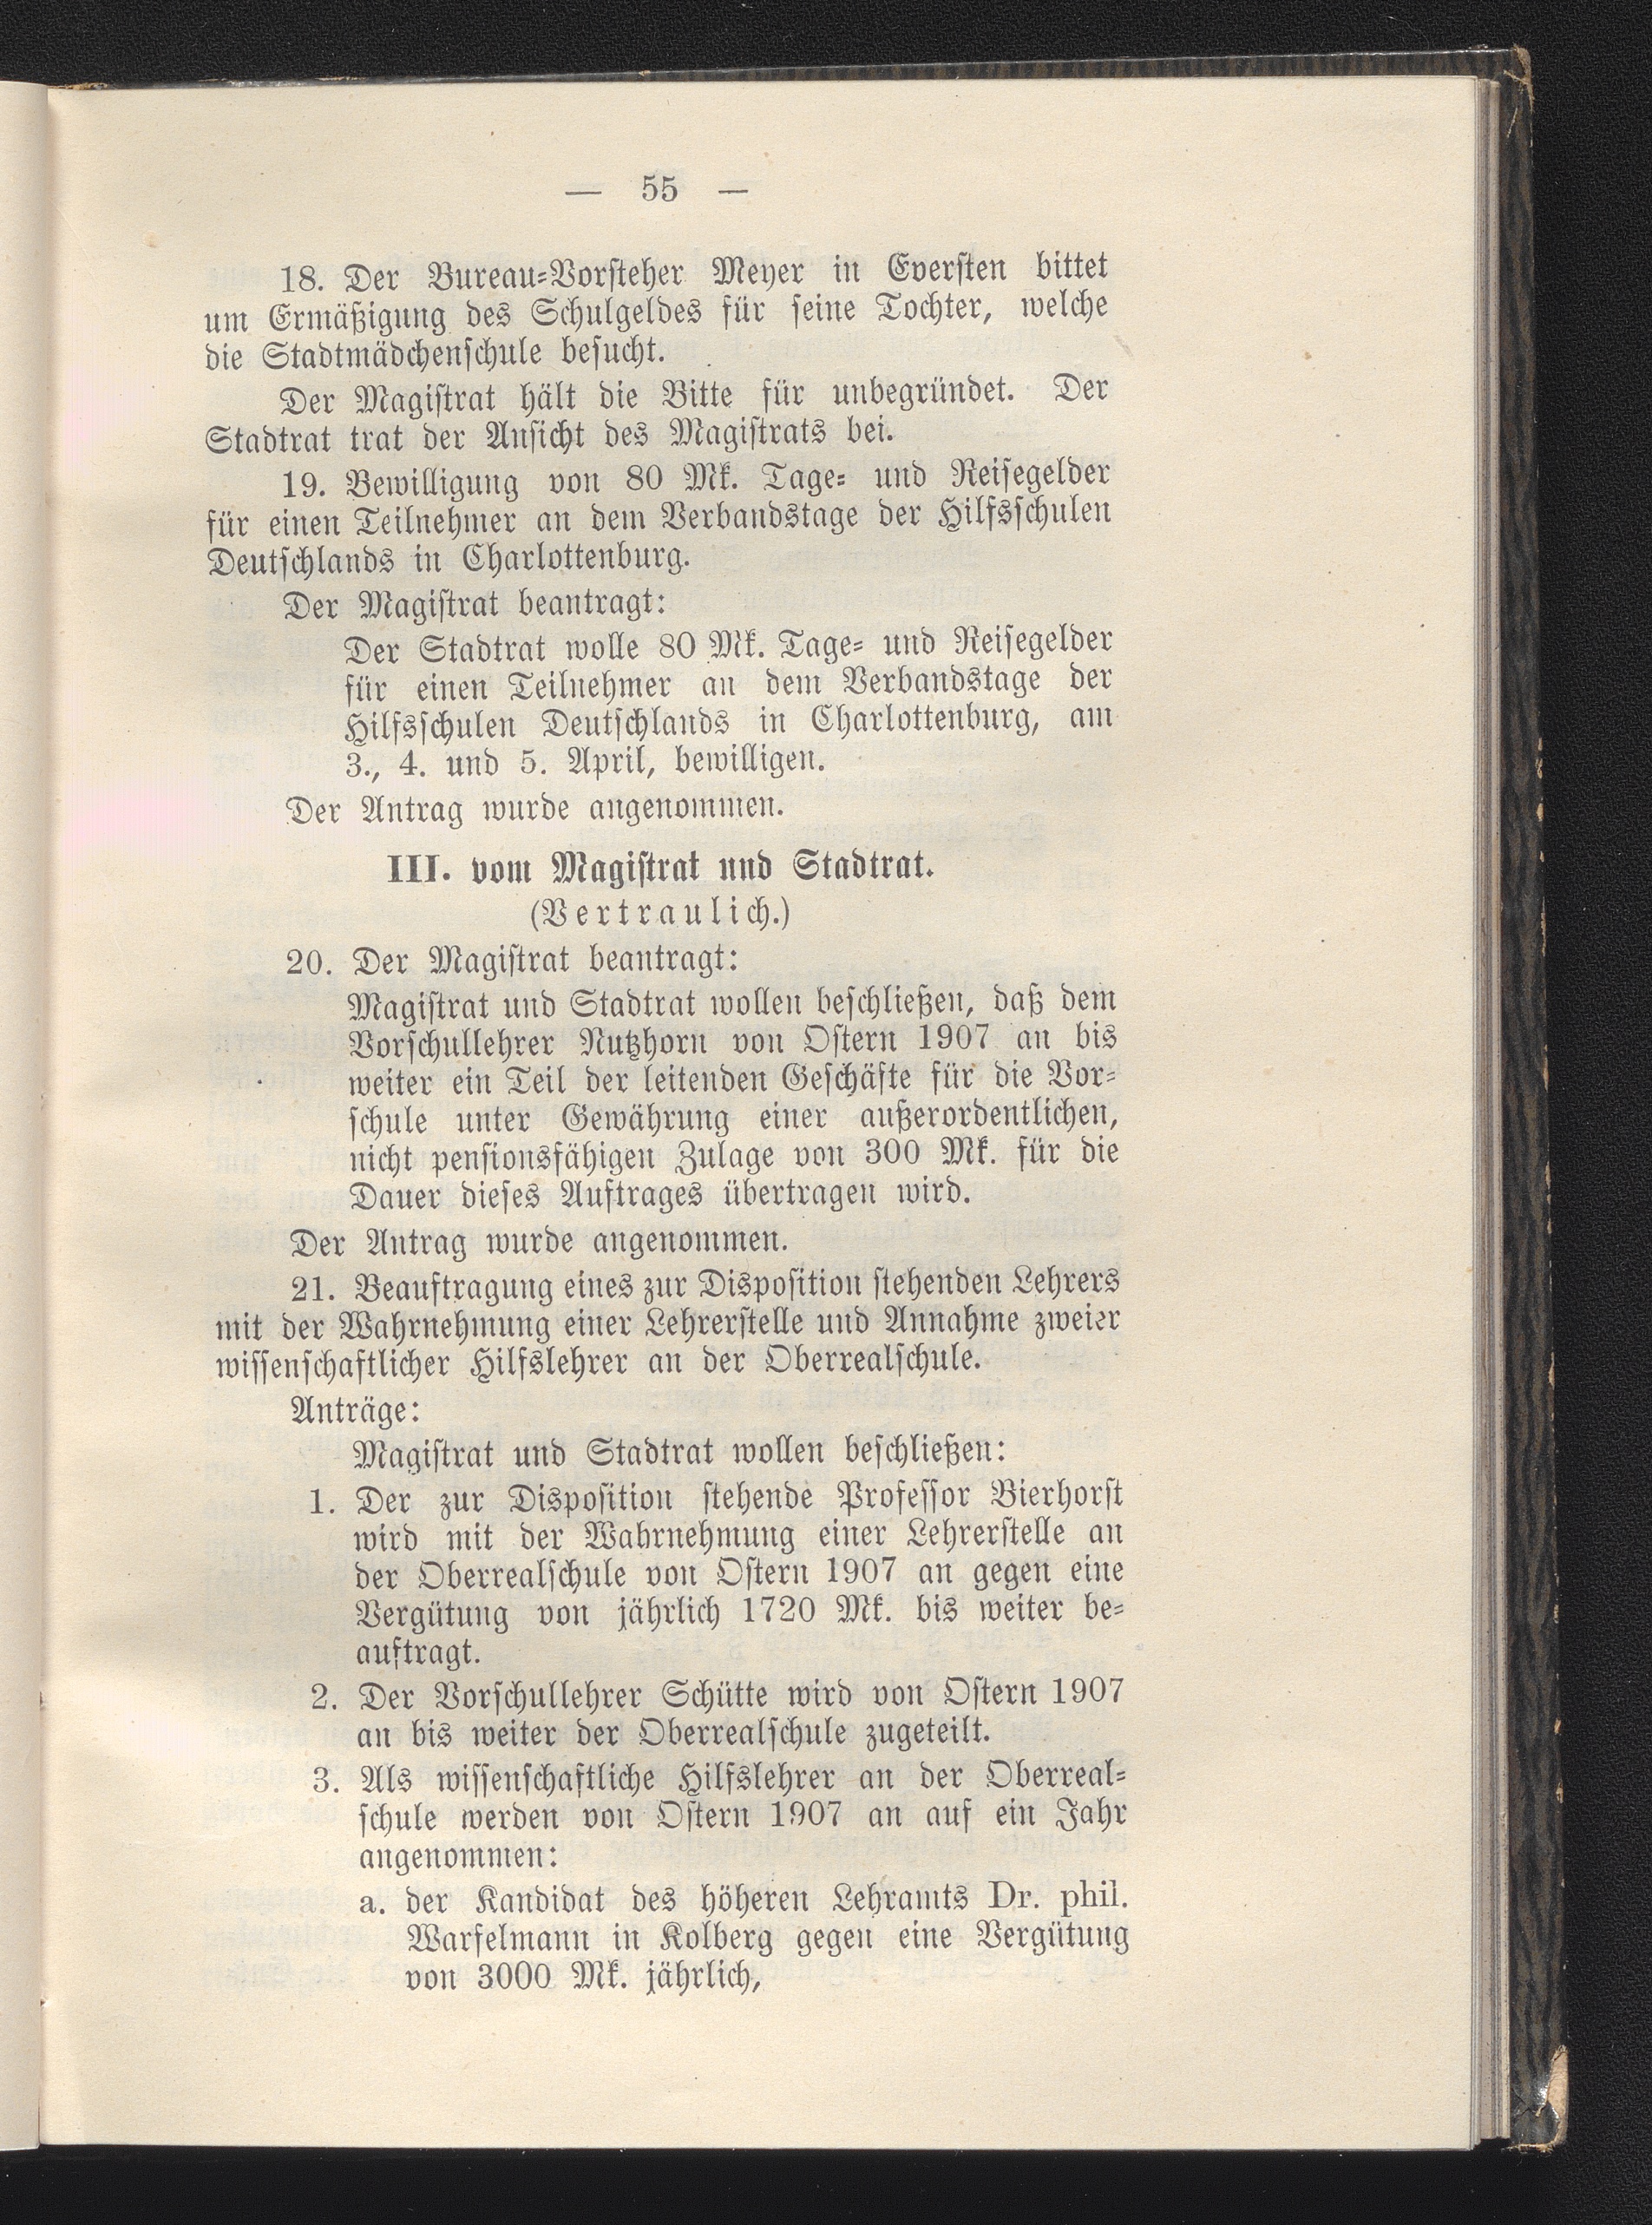 — 55 —
18. Der Bureau-Vorsteher Meyer in Eversten bittet
um Ermäßigung des Schulgeldes für seine Tochter, welche
die Stadtmädchenschule besucht.
Der Magistrat hält die Bitte für unbegründet. Der
Stadtrat trat der Ansicht des Magistrats bei.
19. Bewilligung von 80 Mk. Tage- und Reisegelder
für einen Teilnehmer an dem Verbandstage der Hilfsschulen
Deutschlands in Charlottenburg.
Der Magistrat beantragt:
Der Stadtrat wolle 80 Mk. Tage- und Reisegelder
für einen Teilnehmer an dem Verbandstage der
Hilfsschulen Deutschlands in Charlottenburg, am
3., 4. und 5. April, bewilligen.
Der Antrag wurde angenommen.
III. vom Magistrat und Stadtrat.
(Vertraulich.)
20. Der Magistrat beantragt:
Magistrat und Stadtrat wollen beschließen, daß dem
Vorschullehrer Nutzhorn von Ostern 1907 an bis
weiter ein Teil der leitenden Geschäfte für die Vor-
schule unter Gewährung einer außerordentlichen,
nicht pensionsfähigen Zulage von 300 Mk. für die
Dauer dieses Auftrages übertragen wird.
Der Antrag wurde angenommen.
21. Beauftragung eines zur Disposition stehenden Lehrers
mit der Wahrnehmung einer Lehrerstelle und Annahme zweier
wissenschaftlicher Hilfslehrer an der Oberrealschule.
Anträge:
Magistrat und Stadtrat wollen beschließen:
1. Der zur Disposition stehende Professor Bierhorst
wird mit der Wahrnehmung einer Lehrerstelle an
der Oberrealschule von Ostern 1907 an gegen eine
Vergütung von jährlich 1720 Mk. bis weiter be-
auftragt.
2. Der Vorschullehrer Schütte wird von Ostern 1907
an bis weiter der Oberrealschule zugeteilt.
3. Als wissenschaftliche Hilfslehrer an der Oberreal-
schule werden von Ostern 1907 an auf ein Jahr
angenommen:
a. der Kandidat des höheren Lehramts Dr. phil.
Warfelmann in Kolberg gegen eine Vergütung
von 3000 Mk. jährlich,